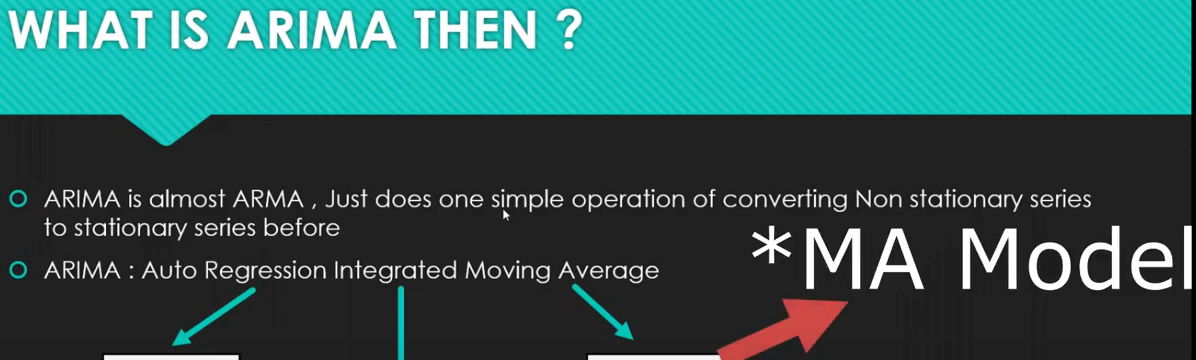 WHAT IS ARIMA THEN ?
ARIMA is almost ARMA , Just does one simple operation of converting Non stationary series
to stationary series before
*MA Model
ARIMA : Auto Regression Integrated Moving Average